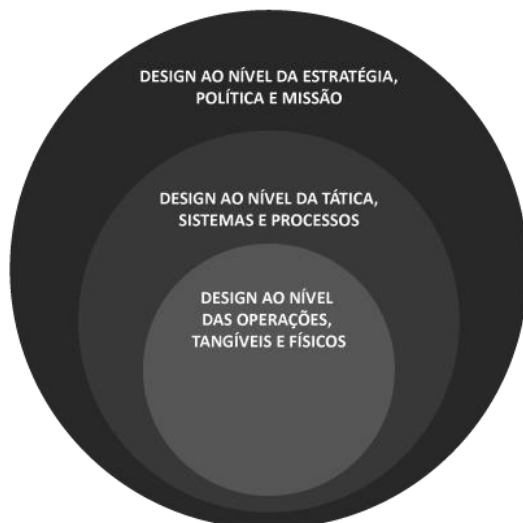 DESIGN AO NÍVEL DA ESTRATÉGIA,
POLÍTICA E MISSÃO
DESIGN AO NÍVEL DA TÁTICA,
SISTEMAS E PROCESSOS
DESIGN AO NÍVEL
DAS OPERAÇÕES,
TANGÍVEIS E FÍSICOS